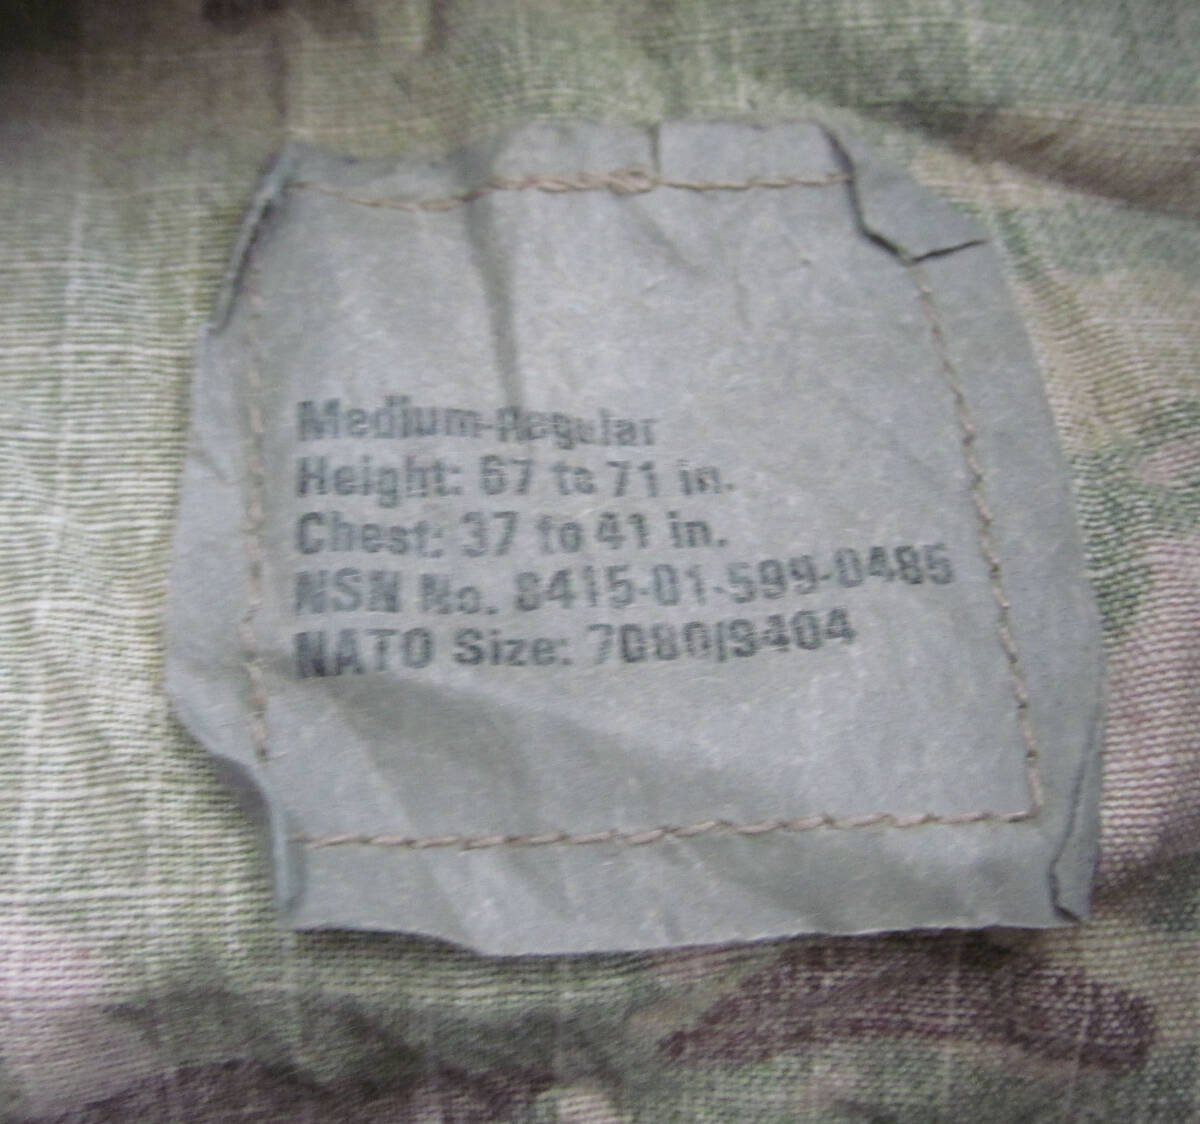 Medium-Regular
Height: 67 to 71 in.
Chest: 37 to 41 in.
NSN No. 8415-01-599-0485
NATO Size: 7080/9404